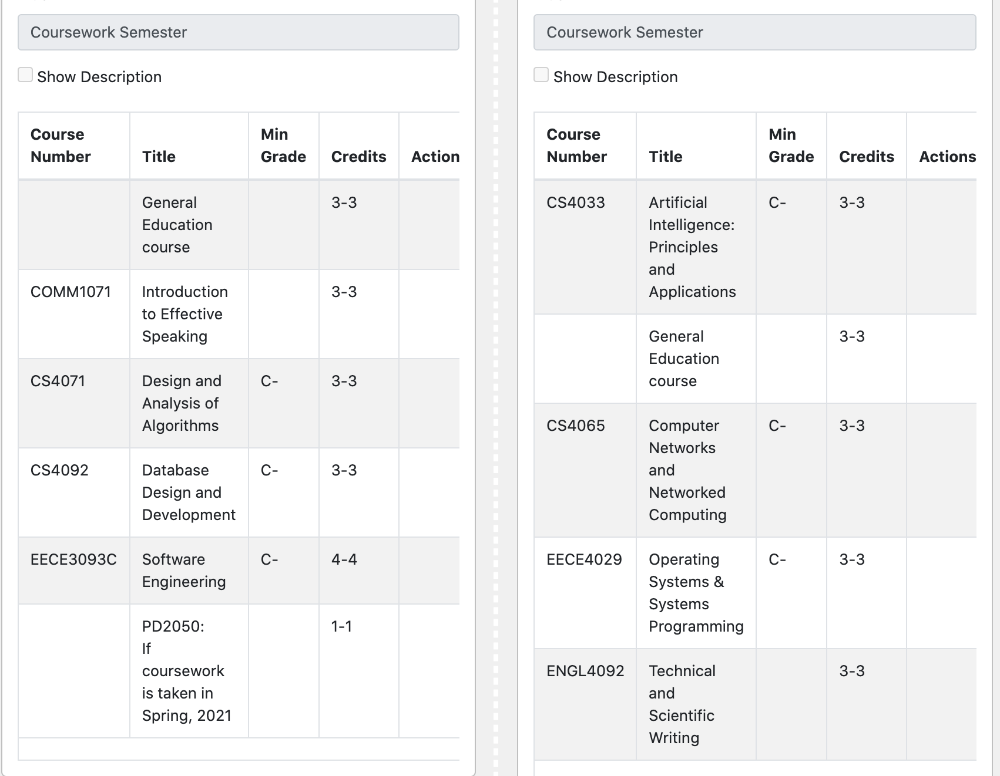 Coursework Semester
Show Description
Course
Number
Title
Min
Grade
Credits
Action
General
Education
course
3-3
COMM1071
Introduction
to Effective
Speaking
3-3
CS4071
Design and
Analysis of
Algorithms
C-
3-3
CS4092
Database
Design and
Development
C-
3-3
EECE3093C
Software
Engineering
C-
4-4
PD2050:
If
coursework
is taken in
Spring, 2021
1-1
Coursework Semester
Show Description
Course
Number
Title
Min
Grade
Credits
Actions
CS4033
Artificial
Intelligence:
Principles
and
Applications
C-
3-3
General
Education
course
3-3
CS4065
Computer
Networks
and
Networked
Computing
C-
3-3
EECE4029
Operating
Systems &
Systems
Programming
C-
3-3
ENGL4092
Technical
and
Scientific
Writing
3-3